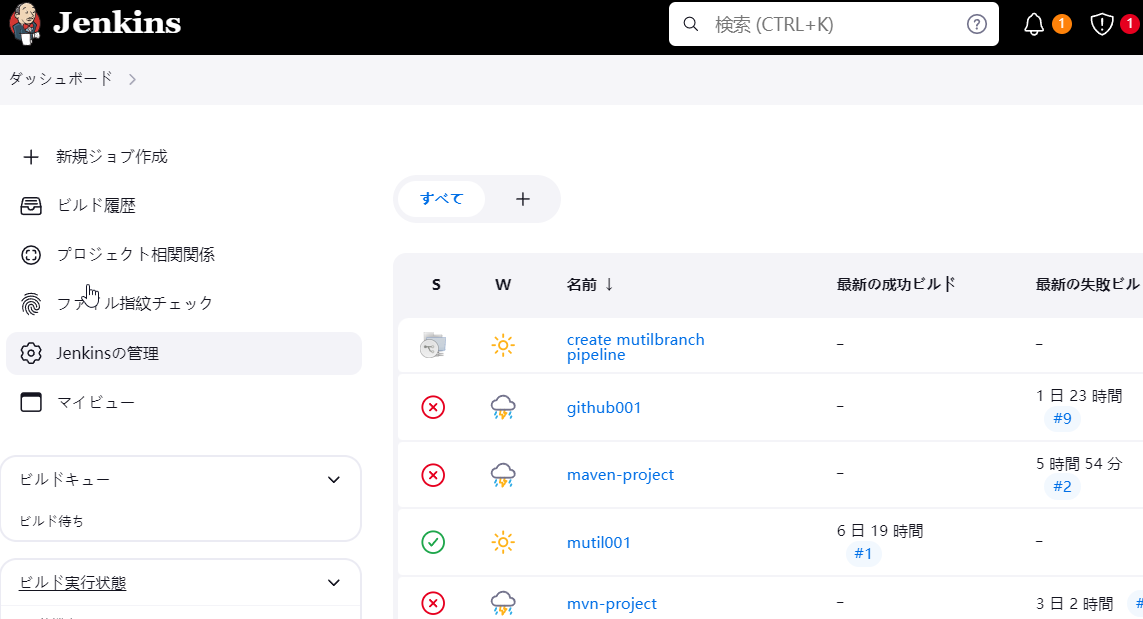 Jenkins
検索 (CTRL+K)
1
1
ダッシュボード
新規ジョブ作成
ビルド履歴
プロジェクト相関関係
ファイル指紋チェック
Jenkinsの管理
マイビュー
ビルドキュー
ビルド待ち
ビルド実行状態
すべて +
S W 名前 ↓ 最新の成功ビルド 最新の失敗ビル
create mutilbranch
pipeline
– –
github001 – 1 日 23 時間
#9
maven-project – 5 時間 54 分
#2
mutil001 6 日 19 時間 –
#1
mvn-project – 3 日 2 時間 #